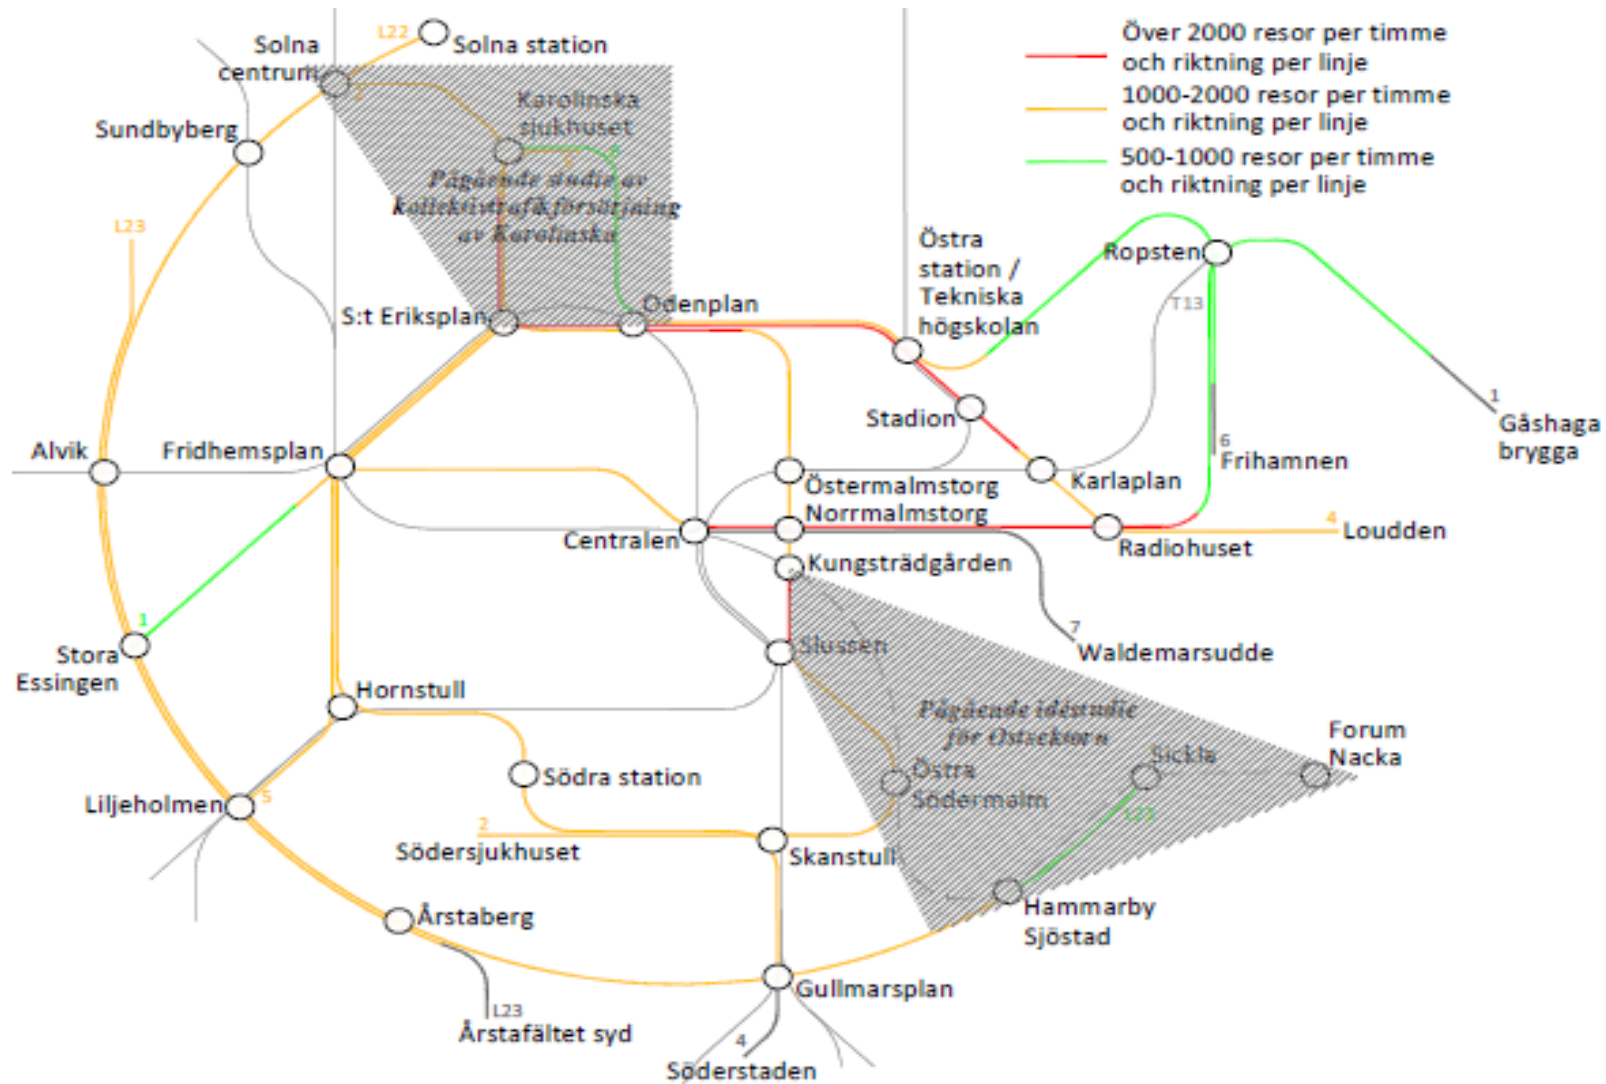 L22
Solna station
Solna
centrum
Sundbyberg
Karolinska
sjukhuset
Pågående studie av
kollektivtrafikförsörjning
av Karolinska
6
Över 2000 resor per timme
och riktning per linje
1000-2000 resor per timme
och riktning per linje
500-1000 resor per timme
och riktning per linje
L23
S:t Eriksplan
Odenplan
Östra
station /
Tekniska
högskolan
Ropsten
T13
1
Gåshaga
brygga
Stadion
6
Frihamnen
Alvik
Fridhemsplan
Karlaplan
Östermalmstorg
Norrmalmstorg
Centralen
Radiohuset
4
Loudden
Kungsträdgården
1
Stora
Essingen
7
Waldemarsudde
Slussen
Hornstull
Pågående idéstudie
för Ostsektorn
Forum
Nacka
Sickla
Södra station
Östra
Södermalm
Liljeholmen
5
L23
2
Södersjukhuset
Skanstull
Årstaberg
Hammarby
Sjöstad
Gullmarsplan
L23
Årstafältet syd
4
Söderstaden